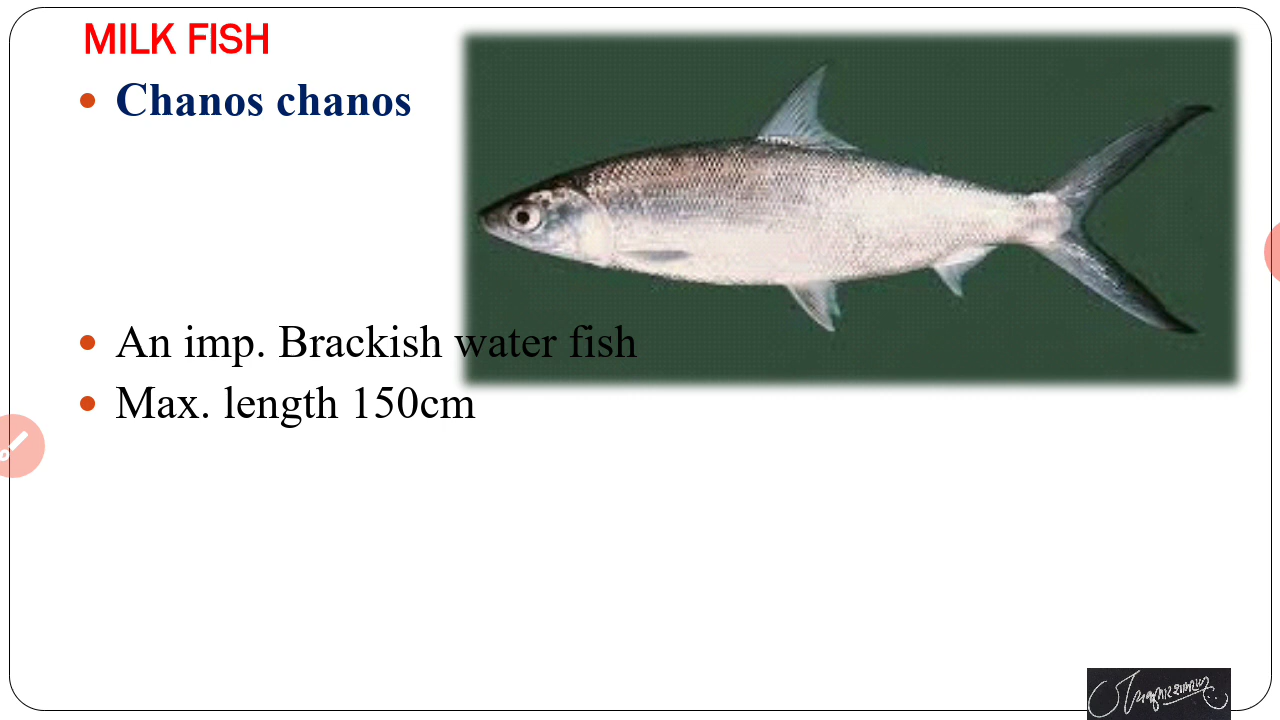 MILK FISH
Chanos chanos
An imp. Brackish water fish
Max. length 150cm